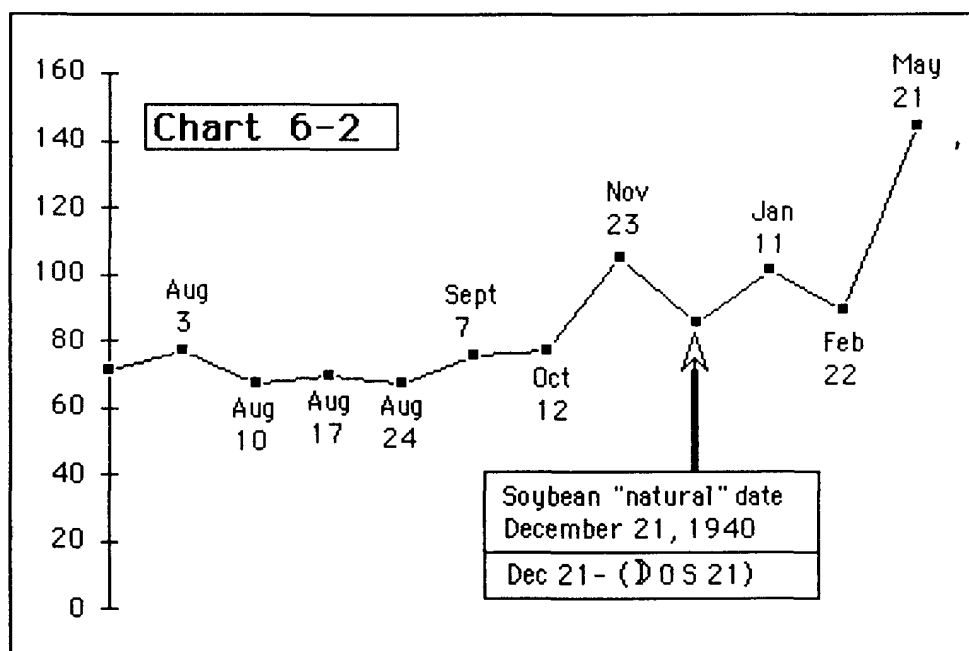 160
140
120
100
80
60
40
20
0
Chart 6-2
Aug
3
Aug
10
Aug
17
Aug
24
Sept
7
Oct
12
Nov
23
Jan
11
Feb
22
May
21
Soybean "natural" date
December 21, 1940
Dec 21- (☽ 0 S 21)